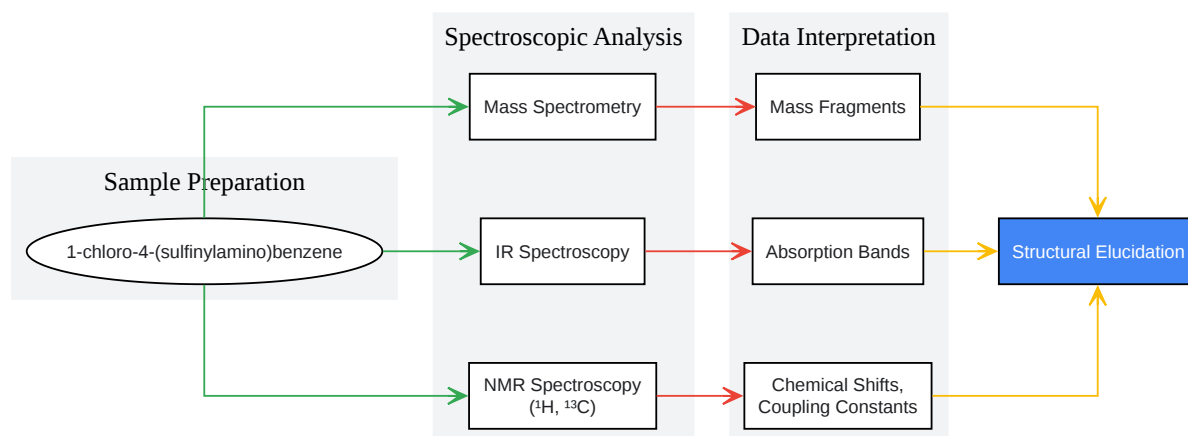 Spectroscopic Analysis
Data Interpretation
Mass Spectrometry
Mass Fragments
Sample Preparation
1-chloro-4-(sulfinylamino)benzene
IR Spectroscopy
Absorption Bands
Structural Elucidation
NMR Spectroscopy
(¹H, ¹³C)
Chemical Shifts,
Coupling Constants